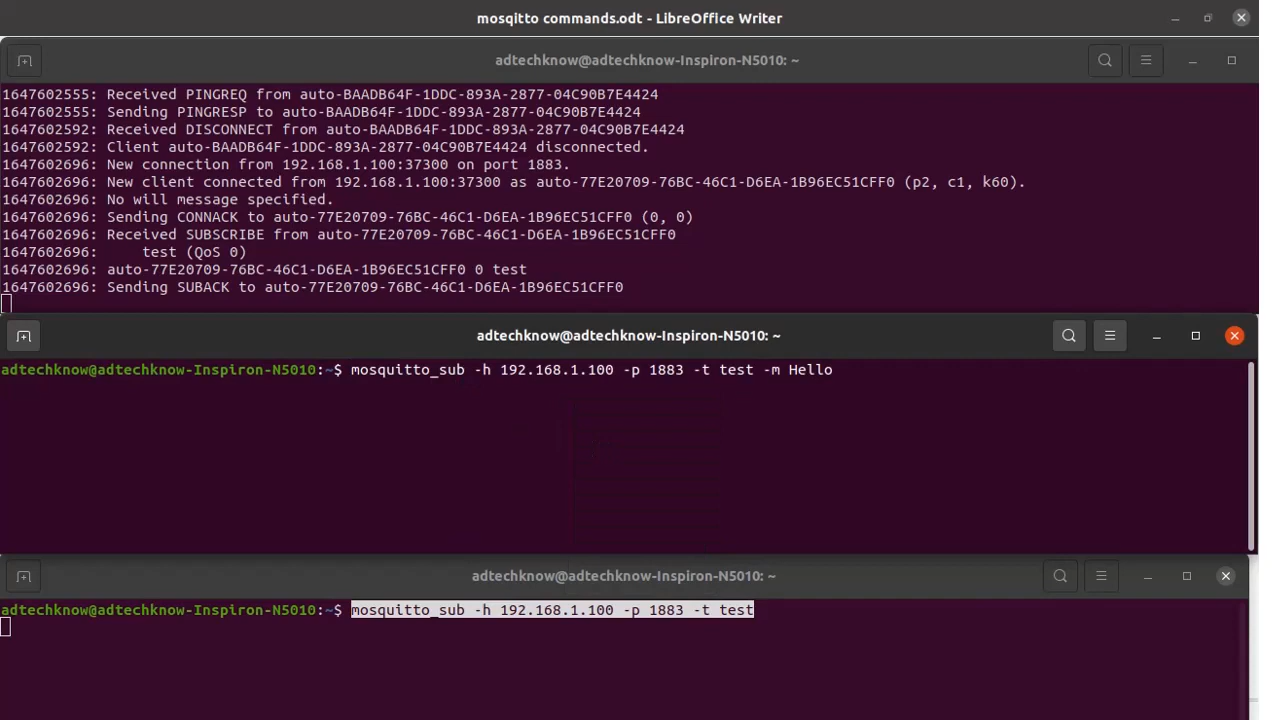 mosqitto commands.odt - LibreOffice Writer
adtechknow@adtechknow-Inspiron-N5010: ~
1647602555: Received PINGREQ from auto-BAADB64F-1DDC-893A-2877-04C90B7E4424
1647602555: Sending PINGRESP to auto-BAADB64F-1DDC-893A-2877-04C90B7E4424
1647602592: Received DISCONNECT from auto-BAADB64F-1DDC-893A-2877-04C90B7E4424
1647602592: Client auto-BAADB64F-1DDC-893A-2877-04C90B7E4424 disconnected.
1647602696: New connection from 192.168.1.100:37300 on port 1883.
1647602696: New client connected from 192.168.1.100:37300 as auto-77E20709-76BC-46C1-D6EA-1B96EC51CFF0 (p2, c1, k60).
1647602696: No will message specified.
1647602696: Sending CONNACK to auto-77E20709-76BC-46C1-D6EA-1B96EC51CFF0 (0, 0)
1647602696: Received SUBSCRIBE from auto-77E20709-76BC-46C1-D6EA-1B96EC51CFF0
1647602696:     test (QoS 0)
1647602696: auto-77E20709-76BC-46C1-D6EA-1B96EC51CFF0 0 test
1647602696: Sending SUBACK to auto-77E20709-76BC-46C1-D6EA-1B96EC51CFF0
adtechknow@adtechknow-Inspiron-N5010: ~
adtechknow@adtechknow-Inspiron-N5010:~$ mosquitto_sub -h 192.168.1.100 -p 1883 -t test -m Hello
adtechknow@adtechknow-Inspiron-N5010: ~
adtechknow@adtechknow-Inspiron-N5010:~$ mosquitto_sub -h 192.168.1.100 -p 1883 -t test